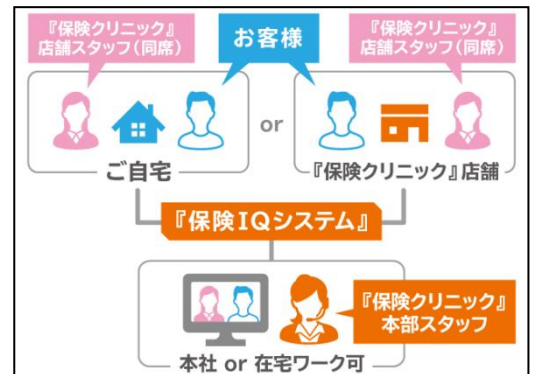 『保険クリニック』
店舗スタッフ(同席)
お客様
『保険クリニック』
店舗スタッフ(同席)
or
ご自宅
『保険クリニック』店舗
『保険IQシステム』
『保険クリニック』
本部スタッフ
本社 or 在宅ワーク可